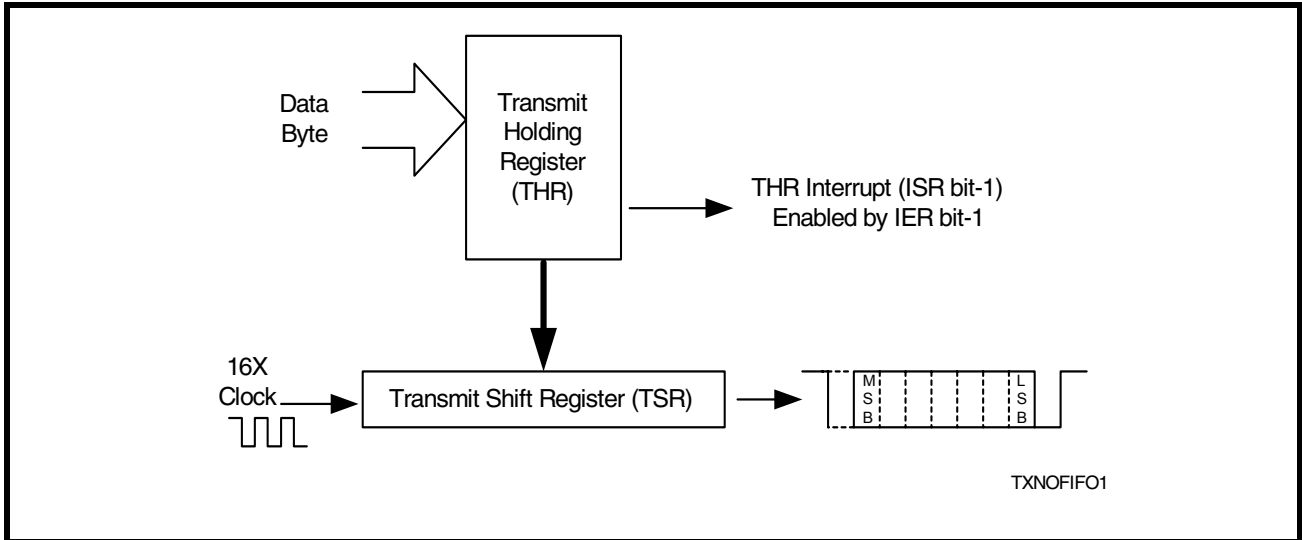 Data
Byte
Transmit
Holding
Register
(THR)
THR Interrupt (ISR bit-1)
Enabled by IER bit-1
16X
Clock
Transmit Shift Register (TSR)
M
S
B
L
S
B
TXNOFIFO1